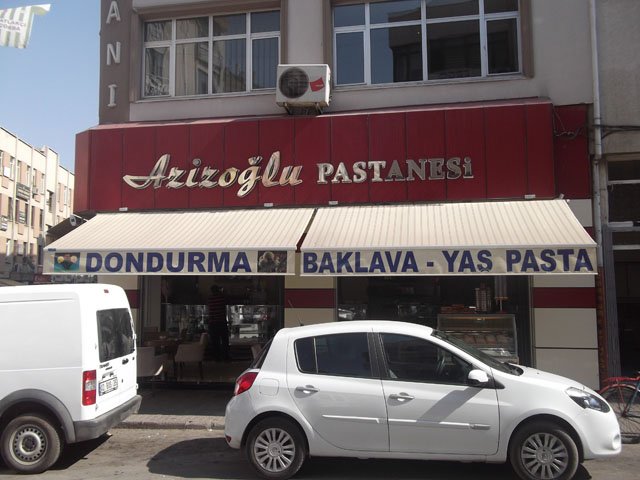 ANI
Azizoğlu PASTANESİ
DONDURMA
BAKLAVA - YAS PASTA